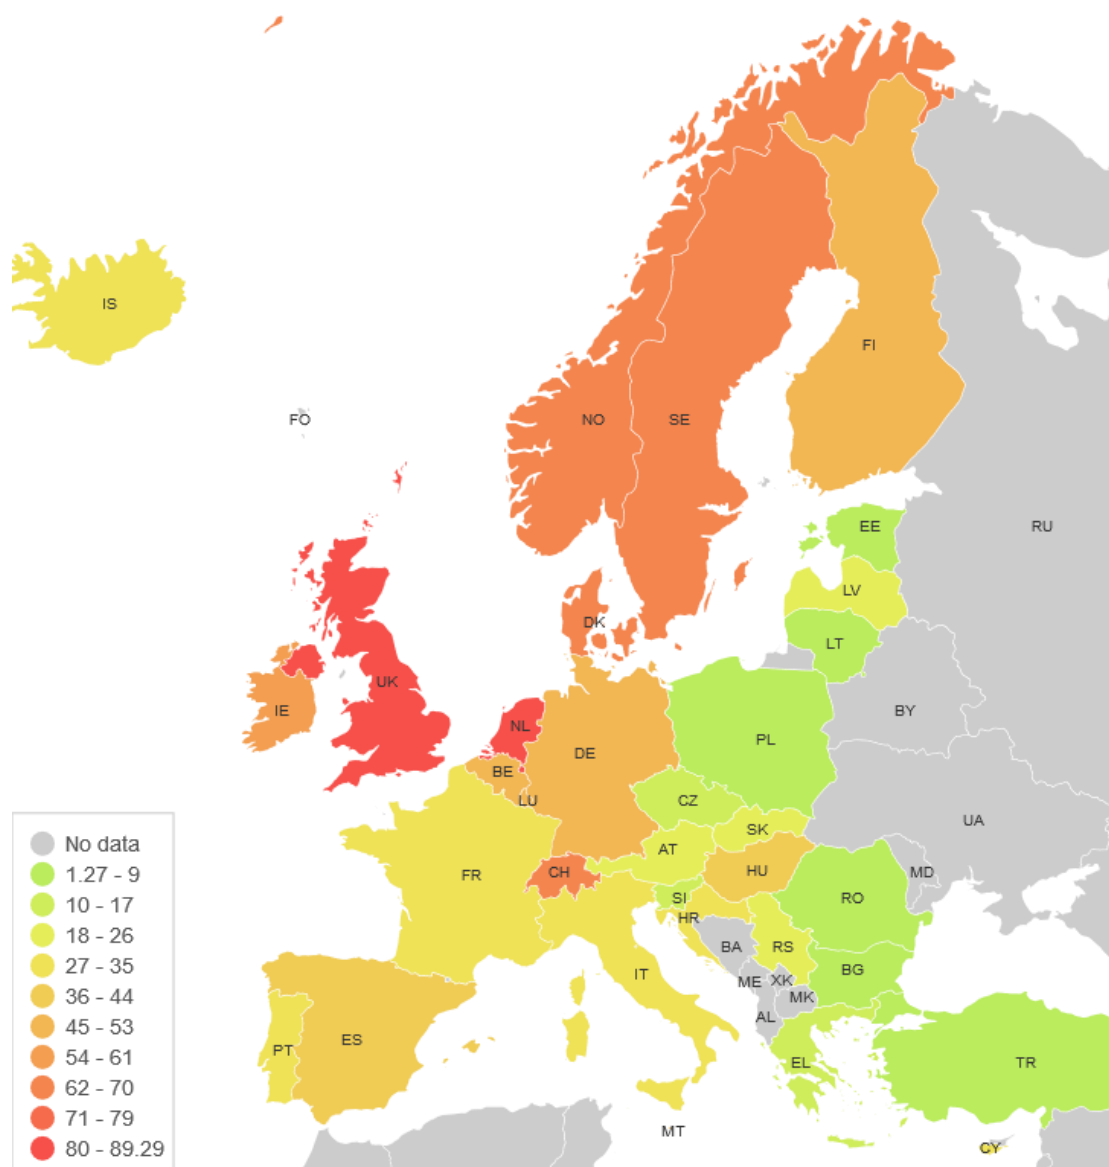 IS
FI
FO
NO
SE
EE
RU
LV
DK
LT
UK
IE
NL
BY
PL
DE
BE
LU
CZ
UA
SK
AT
FR
CH
HU
MD
SI
RO
HR
BA
RS
IT
BG
ME
XK
MK
AL
ES
PT
EL
TR
MT
CY
No data
1.27 - 9
10 - 17
18 - 26
27 - 35
36 - 44
45 - 53
54 - 61
62 - 70
71 - 79
80 - 89.29